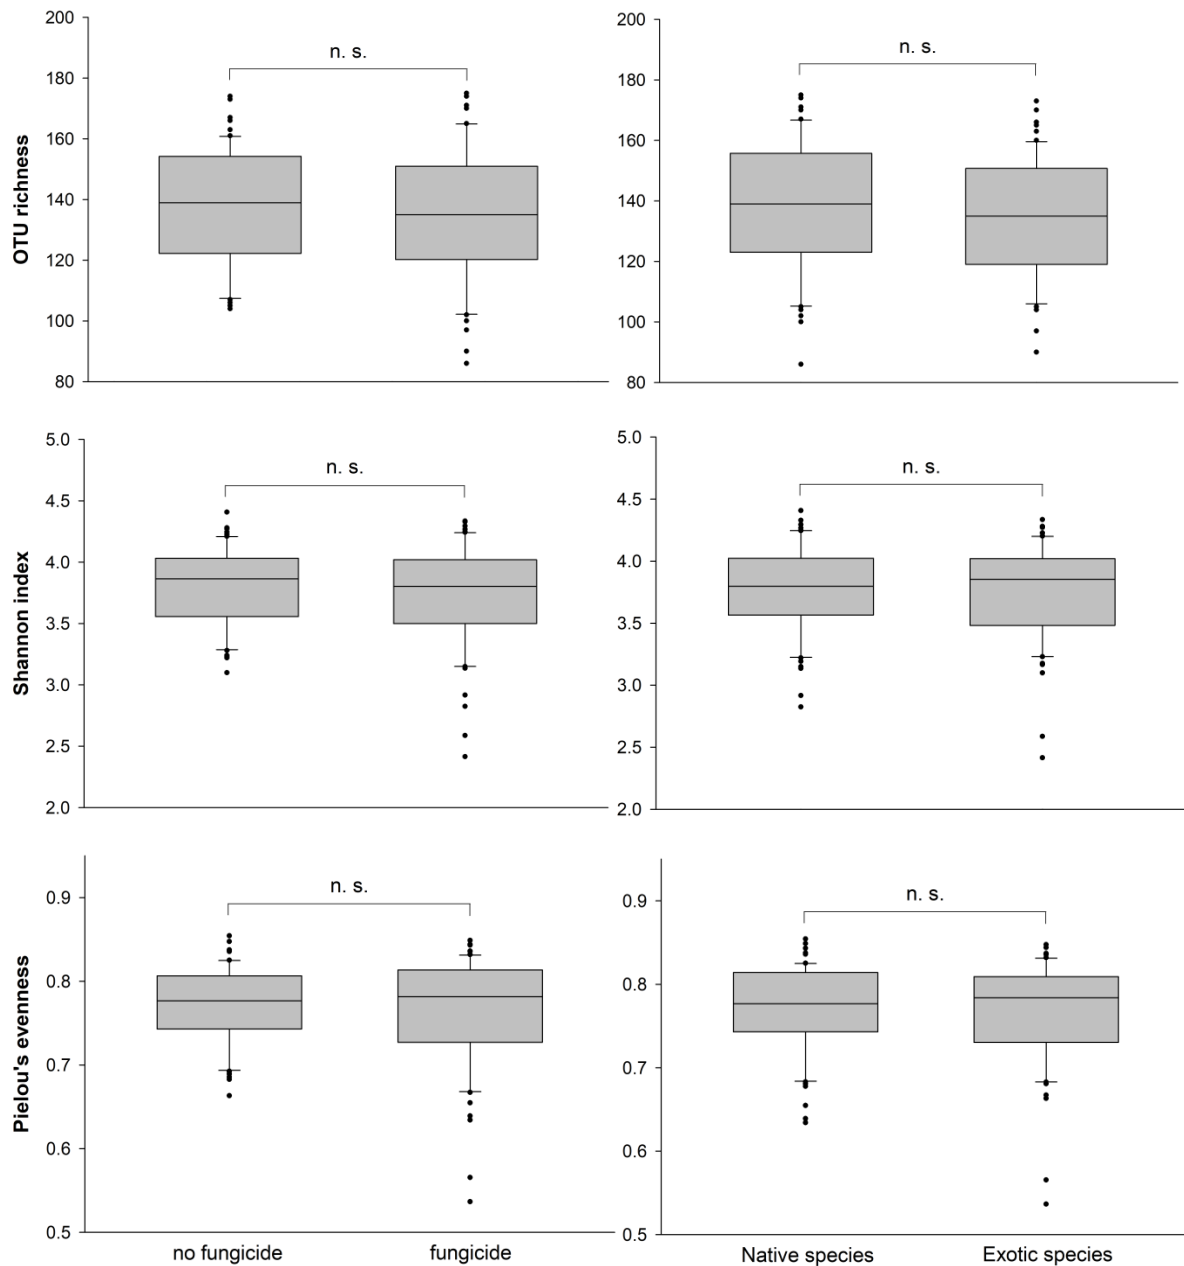 200
180
160
140
120
100
80
OTU richness
n. s.
200
180
160
140
120
100
80
n. s.
5.0
4.5
4.0
3.5
3.0
2.5
2.0
Shannon index
n. s.
5.0
4.5
4.0
3.5
3.0
2.5
2.0
n. s.
0.9
0.8
0.7
0.6
0.5
Pielou's evenness
n. s.
no fungicide
fungicide
0.9
0.8
0.7
0.6
0.5
n. s.
Native species
Exotic species